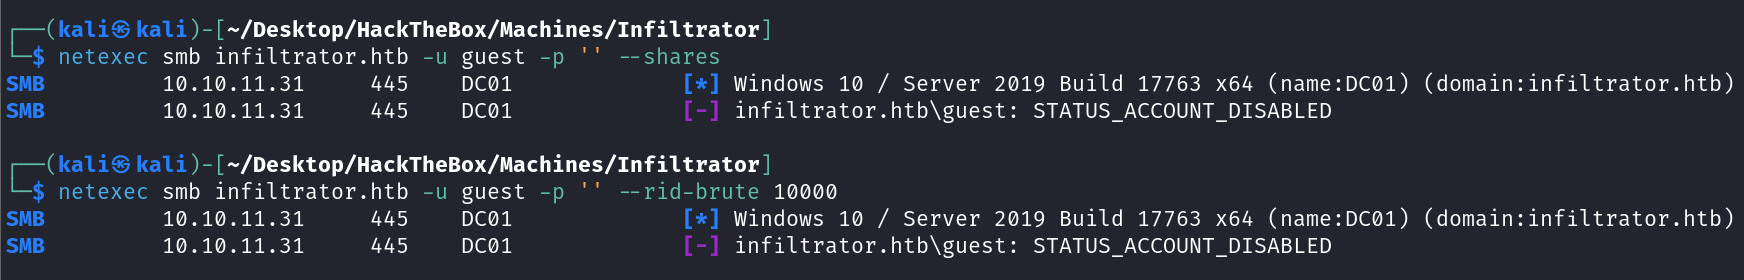 ┌──(kali㉿kali)-[~/Desktop/HackTheBox/Machines/Infiltrator]
└─$ netexec smb infiltrator.htb -u guest -p '' --shares
SMB         10.10.11.31     445    DC01             [*] Windows 10 / Server 2019 Build 17763 x64 (name:DC01) (domain:infiltrator.htb)
SMB         10.10.11.31     445    DC01             [-] infiltrator.htb\guest: STATUS_ACCOUNT_DISABLED
┌──(kali㉿kali)-[~/Desktop/HackTheBox/Machines/Infiltrator]
└─$ netexec smb infiltrator.htb -u guest -p '' --rid-brute 10000
SMB         10.10.11.31     445    DC01             [*] Windows 10 / Server 2019 Build 17763 x64 (name:DC01) (domain:infiltrator.htb)
SMB         10.10.11.31     445    DC01             [-] infiltrator.htb\guest: STATUS_ACCOUNT_DISABLED